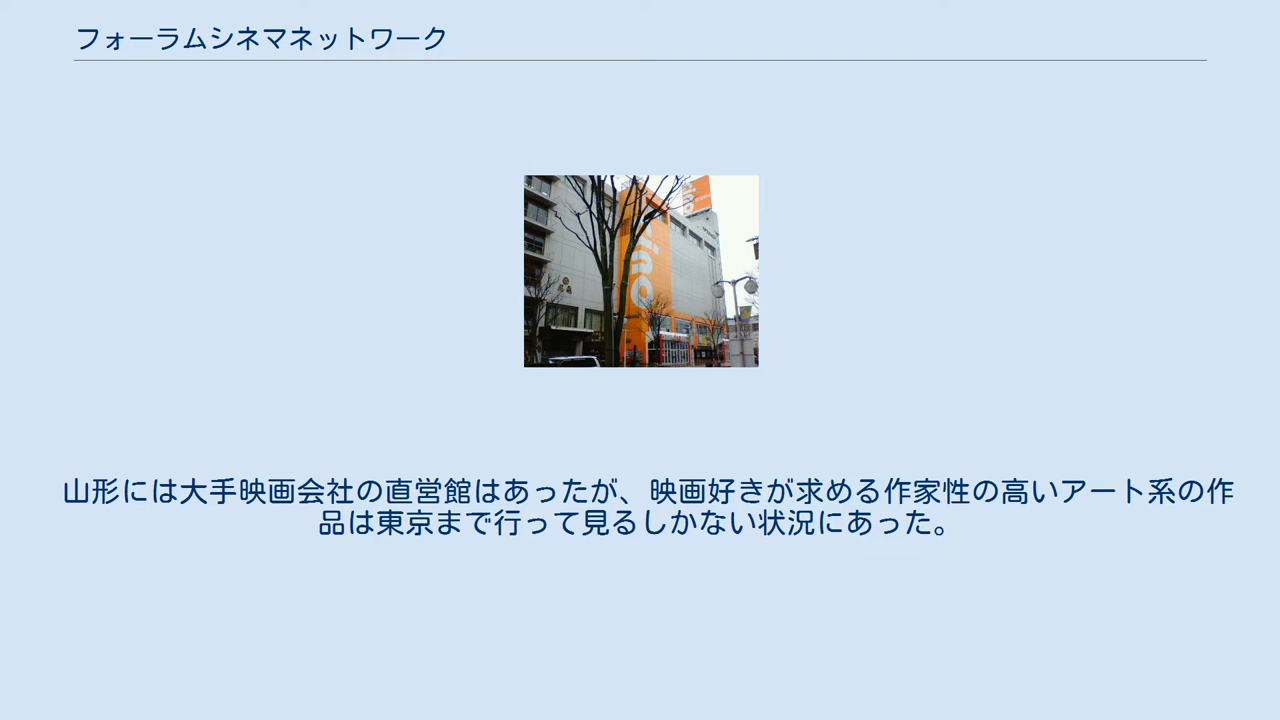 フォーラムシネマネットワーク
cino
cino
山形には大手映画会社の直営館はあったが、映画好きが求める作家性の高いアート系の作
品は東京まで行って見るしかない状況にあった。